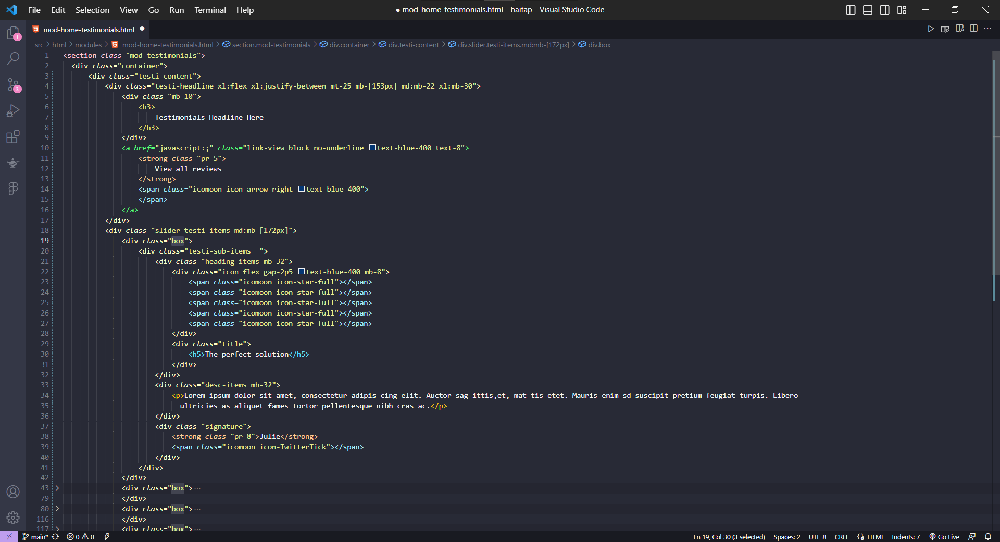 File Edit Selection View Go Run Terminal Help
● mod-home-testimonials.html - baitap - Visual Studio Code
mod-home-testimonials.html
src > html > modules > mod-home-testimonials.html > section.mod-testimonials > div.container > div.testi-content > div.slider.testi-items.md:mb-[172px] > div.box
1 <section class="mod-testimonials">
2 <div class="container">
3 <div class="testi-content">
4 <div class="testi-headline xl:flex xl:justify-between mt-25 mb-[153px] md:mb-22 xl:mb-30">
5 <div class="mb-10">
6 <h3>
7 Testimonials Headline Here
8 </h3>
9 </div>
10 <a href="javascript:;" class="link-view block no-underline text-blue-400 text-8">
11 <strong class="pr-5">
12 View all reviews
13 </strong>
14 <span class="icomoon icon-arrow-right text-blue-400">
15 </span>
16 </a>
17 </div>
18 <div class="slider testi-items md:mb-[172px]">
19 <div class="box">
20 <div class="testi-sub-items  ">
21 <div class="heading-items mb-32">
22 <div class="icon flex gap-2p5 text-blue-400 mb-8">
23 <span class="icomoon icon-star-full"></span>
24 <span class="icomoon icon-star-full"></span>
25 <span class="icomoon icon-star-full"></span>
26 <span class="icomoon icon-star-full"></span>
27 <span class="icomoon icon-star-full"></span>
28 </div>
29 <div class="title">
30 <h5>The perfect solution</h5>
31 </div>
32 </div>
33 <div class="desc-items mb-32">
34 <p>Lorem ipsum dolor sit amet, consectetur adipis cing elit. Auctor sag ittis,et, mat tis etet. Mauris enim sd suscipit pretium feugiat turpis. Libero
35 ultricies as aliquet fames tortor pellentesque nibh cras ac.</p>
36 </div>
37 <div class="signature">
38 <strong class="pr-8">Julie</strong>
39 <span class="icomoon icon-TwitterTick"></span>
40 </div>
41 </div>
42 </div>
43 <div class="box">···
79 </div>
80 <div class="box">···
116 </div>
117 <div class="box">···
1
3
main* 0 0 Ln 19, Col 30 (3 selected) Spaces: 2 UTF-8 CRLF HTML Indents: 7 Go Live